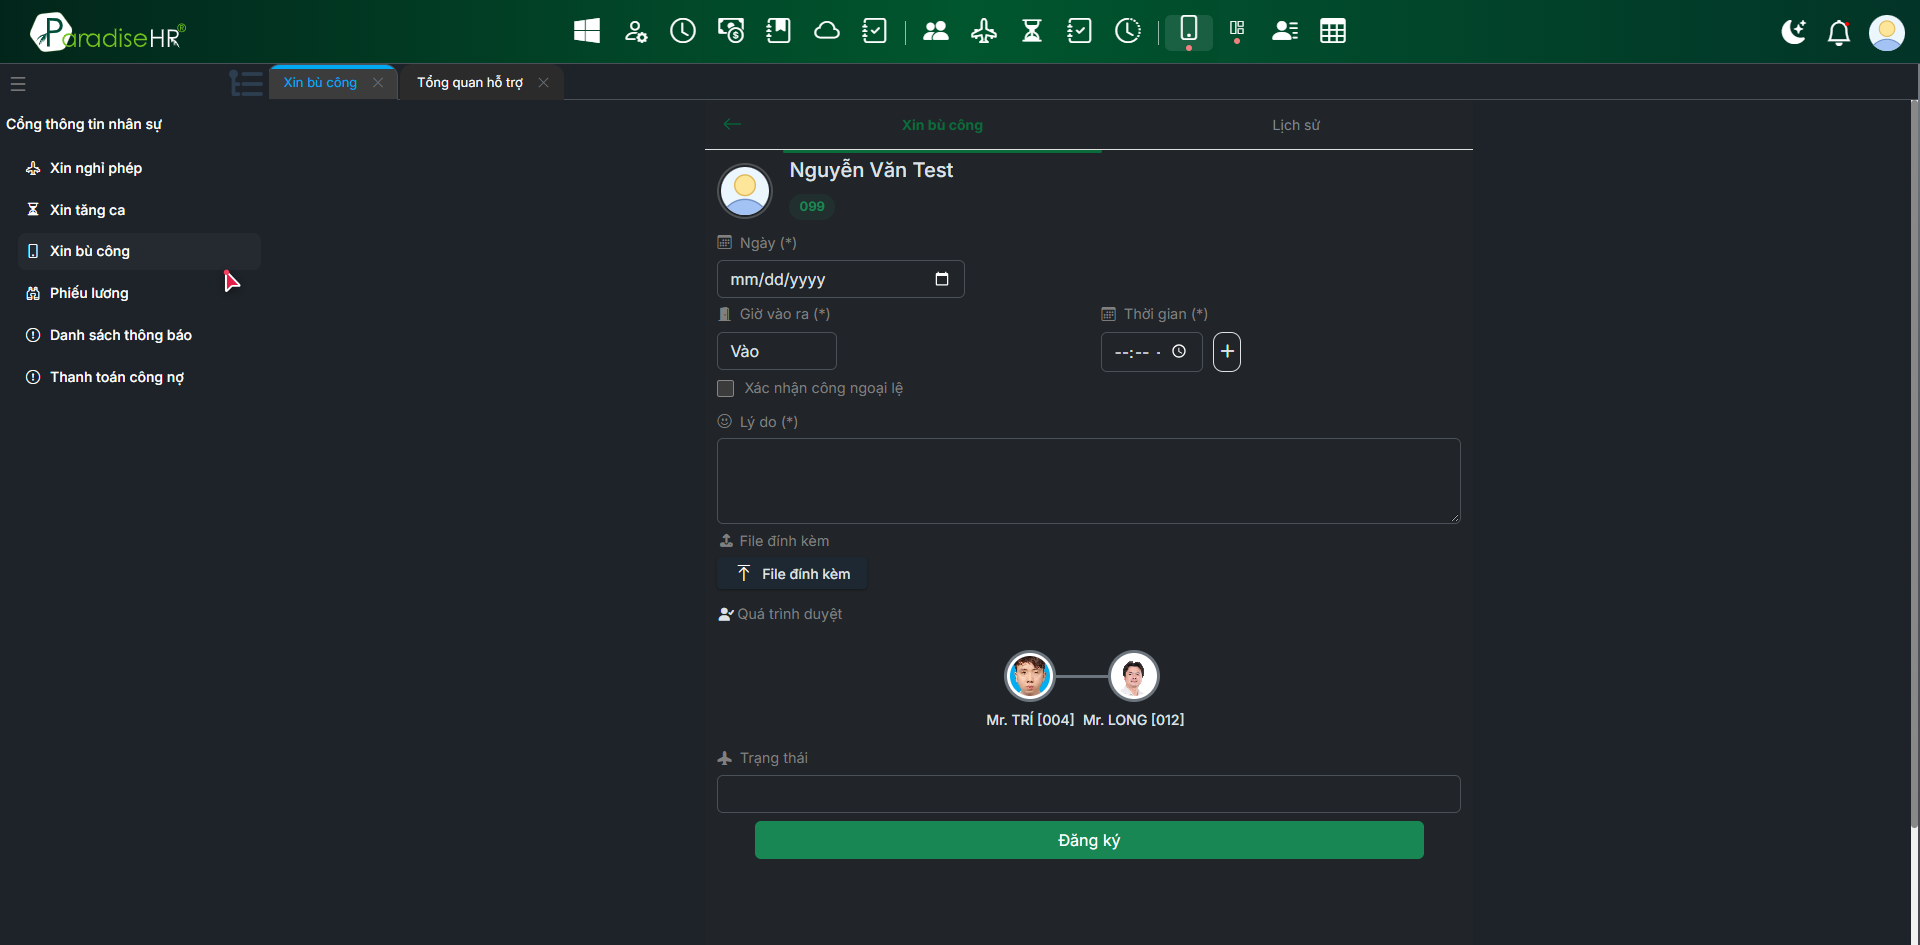 ParadiseHR®
Xin bù công
Tổng quan hỗ trợ
Cổng thông tin nhân sự
Xin nghỉ phép
Xin tăng ca
Xin bù công
Phiếu lương
Danh sách thông báo
Thanh toán công nợ
Xin bù công
Lịch sử
Nguyễn Văn Test
099
Ngày (*)
mm/dd/yyyy
Giờ vào ra (*)
Thời gian (*)
Vào
--:-- -
+
Xác nhận công ngoại lệ
Lý do (*)
File đính kèm
File đính kèm
Quá trình duyệt
Mr. TRÍ [004] Mr. LONG [012]
Trạng thái
Đăng ký